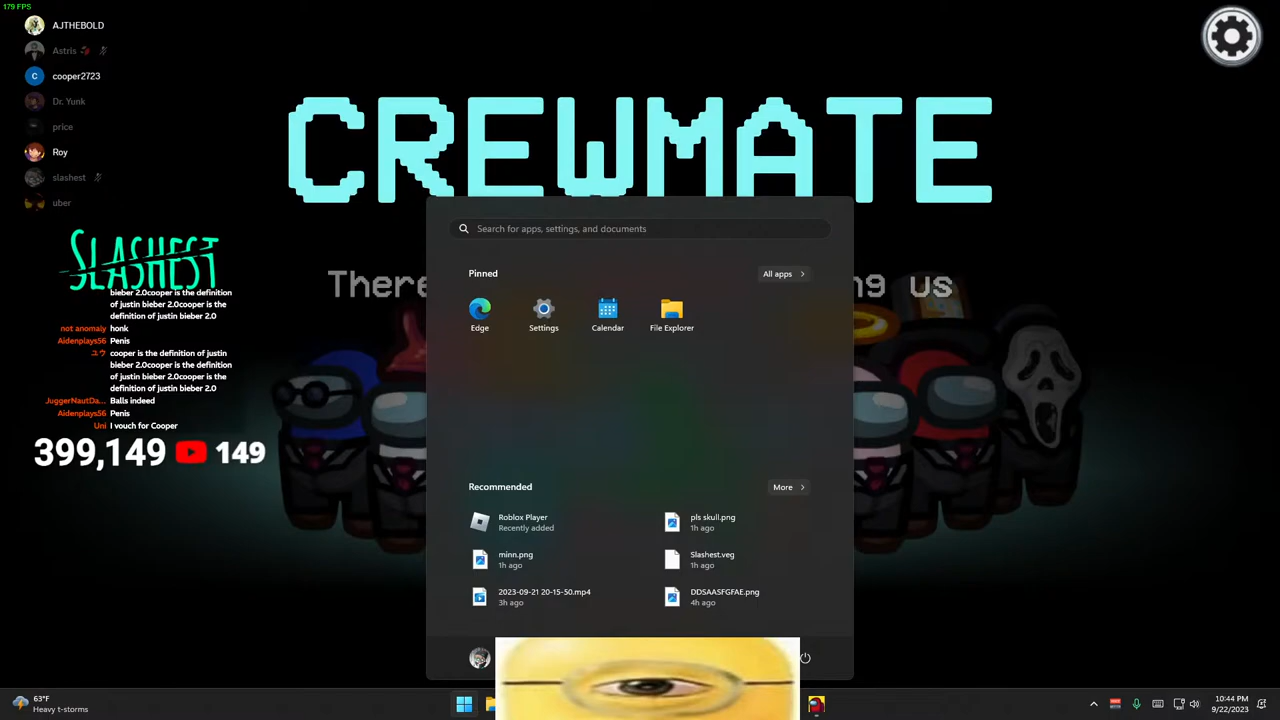 179 FPS
AJTHEBOLD
Astris
C cooper2723
Dr. Yunk
price
Roy
slashest
uber
CREWMATE
There
ng us
SLASHEST
bieber 2.0cooper is the definition
of justin bieber 2.0cooper is the
definition of justin bieber 2.0
not anomaly honk
Aidenplays56 Penis
ユウ cooper is the definition of justin
bieber 2.0cooper is the definition
of justin bieber 2.0cooper is the
definition of justin bieber 2.0
JuggerNautDa... Balls indeed
Aidenplays56 Penis
Uni I vouch for Cooper
399,149 149
Search for apps, settings, and documents
Pinned
All apps
Edge
Settings
Calendar
File Explorer
Recommended
More
Roblox Player
Recently added
pls skull.png
1h ago
minn.png
1h ago
Slashest.veg
1h ago
2023-09-21 20-15-50.mp4
3h ago
DDSAASFGFAE.png
4h ago
63°F
Heavy t-storms
10:44 PM
9/22/2023